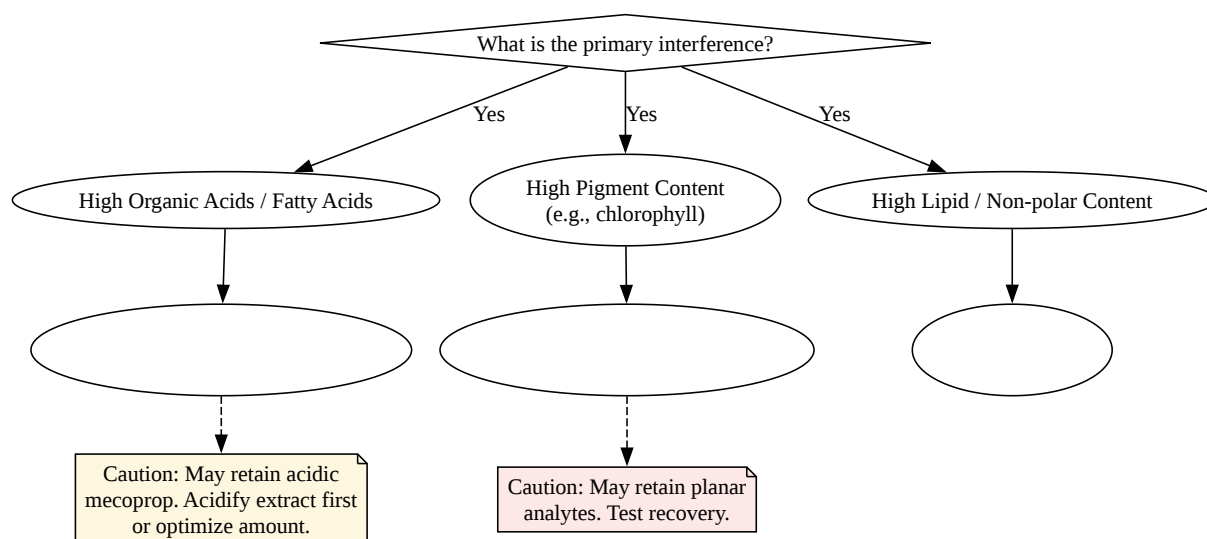 What is the primary interference?
Yes
Yes
Yes
High Organic Acids / Fatty Acids
High Pigment Content
(e.g., chlorophyll)
High Lipid / Non-polar Content
Caution: May retain acidic
mecoprop. Acidify extract first
or optimize amount.
Caution: May retain planar
analytes. Test recovery.